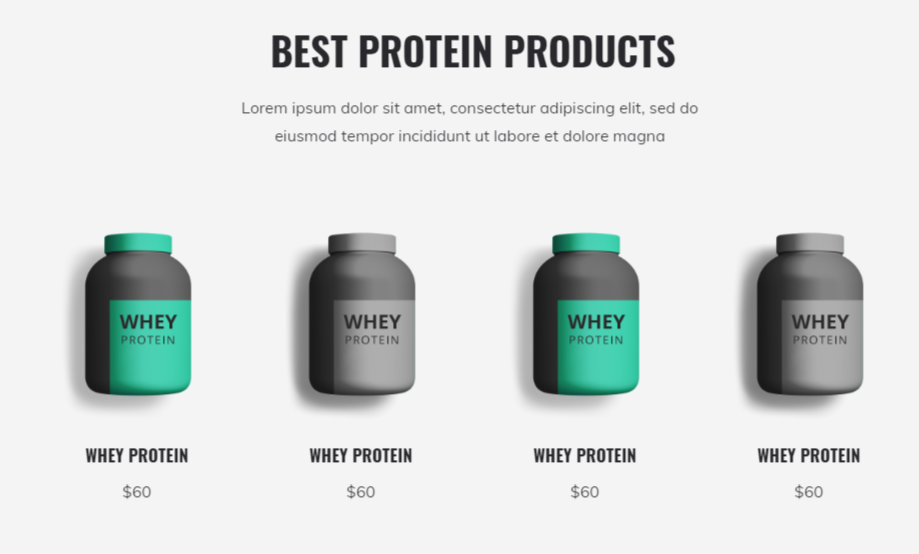 BEST PROTEIN PRODUCTS
Lorem ipsum dolor sit amet, consectetur adipiscing elit, sed do
eiusmod tempor incididunt ut labore et dolore magna
WHEY
PROTEIN
WHEY
PROTEIN
WHEY
PROTEIN
WHEY
PROTEIN
WHEY PROTEIN
WHEY PROTEIN
WHEY PROTEIN
WHEY PROTEIN
$60
$60
$60
$60